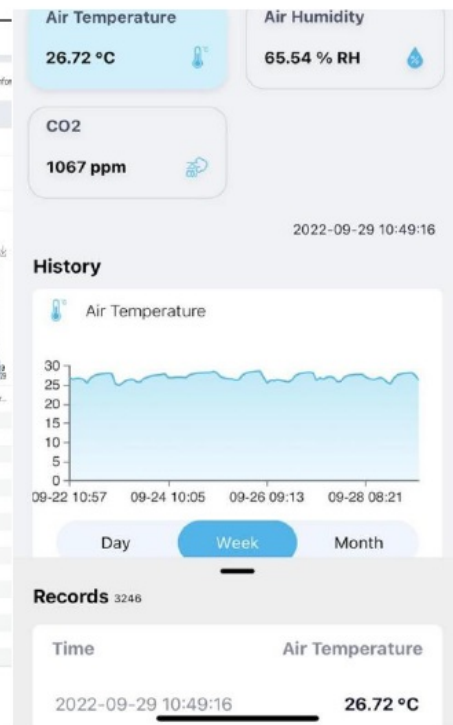 Air Temperature
Air Humidity
26.72 °C
65.54 % RH
CO2
1067 ppm
2022-09-29 10:49:16
History
Air Temperature
30
25
20
15
10
5
0
09-22 10:57
09-24 10:05
09-26 09:13
09-28 08:21
Day
Week
Month
Records 3246
Time
Air Temperature
2022-09-29 10:49:16
26.72 °C